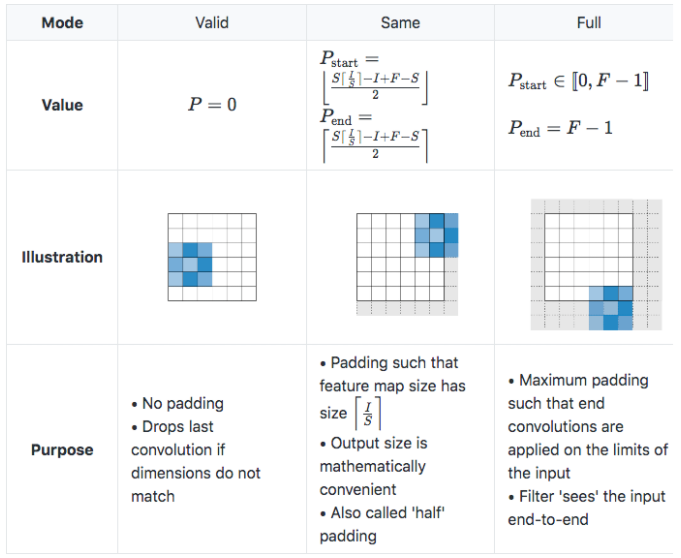 Mode Valid Same Full
Value
P = 0
P_start =
⌊(S⌈I/S⌉−I+F−S)/2⌋
P_end =
⌈(S⌈I/S⌉−I+F−S)/2⌉
P_start ∈ ⟦0, F − 1⟧
P_end = F − 1
Illustration
Purpose
• No padding
• Drops last
convolution if
dimensions do not
match
• Padding such that
feature map size has
size ⌈I/S⌉
• Output size is
mathematically
convenient
• Also called 'half'
padding
• Maximum padding
such that end
convolutions are
applied on the limits of
the input
• Filter 'sees' the input
end-to-end